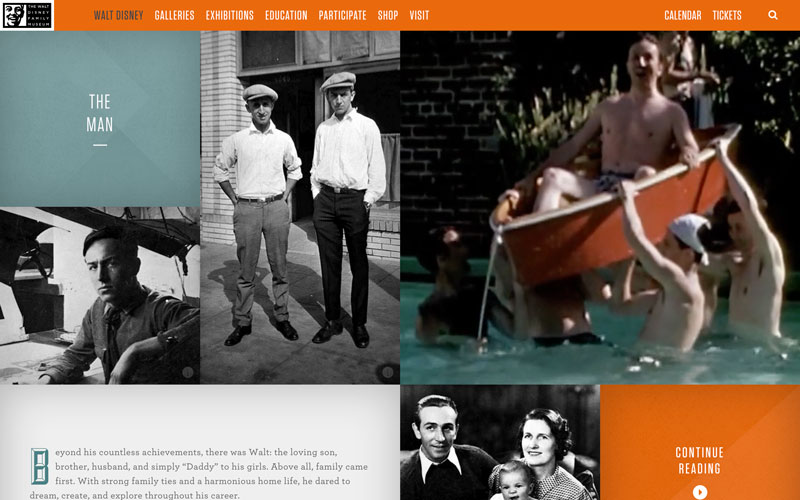 THE WALT
DISNEY
FAMILY
MUSEUM
WALT DISNEY GALLERIES EXHIBITIONS EDUCATION PARTICIPATE SHOP VISIT CALENDAR TICKETS
THE
MAN
Beyond his countless achievements, there was Walt: the loving son,
brother, husband, and simply “Daddy” to his girls. Above all, family came
first. With strong family ties and a harmonious home life, he dared to
dream, create, and explore throughout his career.
CONTINUE
READING